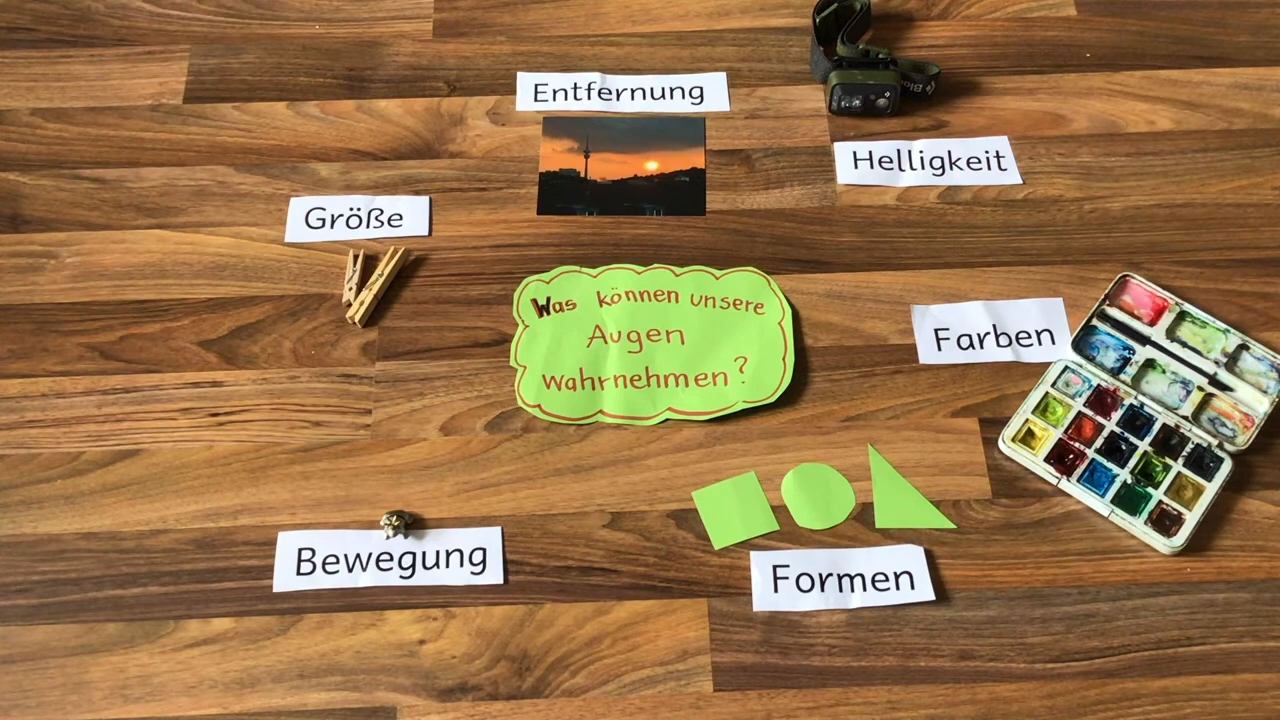 Entfernung
Helligkeit
Größe
Was können unsere
Augen
wahrnehmen?
Farben
Bewegung
Formen